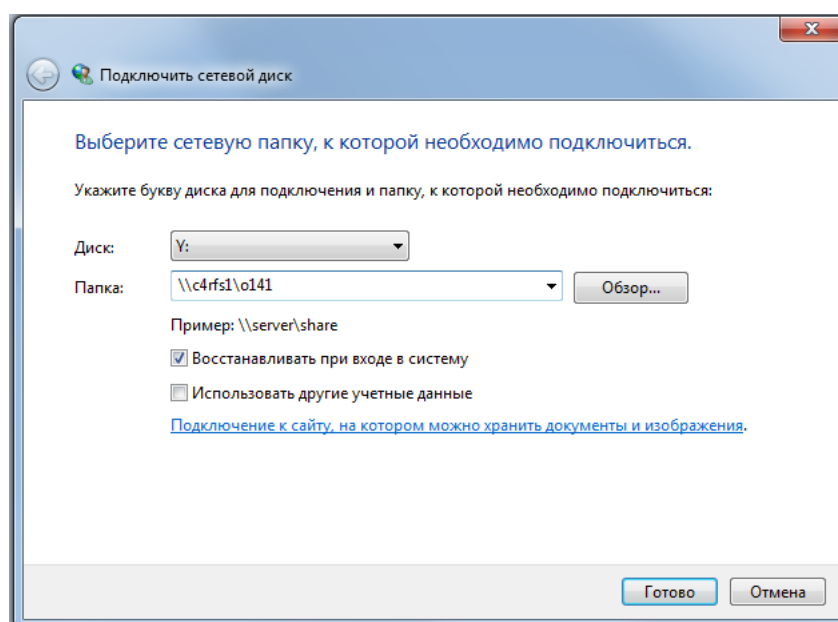 Подключить сетевой диск
Выберите сетевую папку, к которой необходимо подключиться.
Укажите букву диска для подключения и папку, к которой необходимо подключиться:
Диск: Y:
Папка: \\c4rfs1\o141 Обзор...
Пример: \\server\share
Восстанавливать при входе в систему
Использовать другие учетные данные
Подключение к сайту, на котором можно хранить документы и изображения.
Готово Отмена